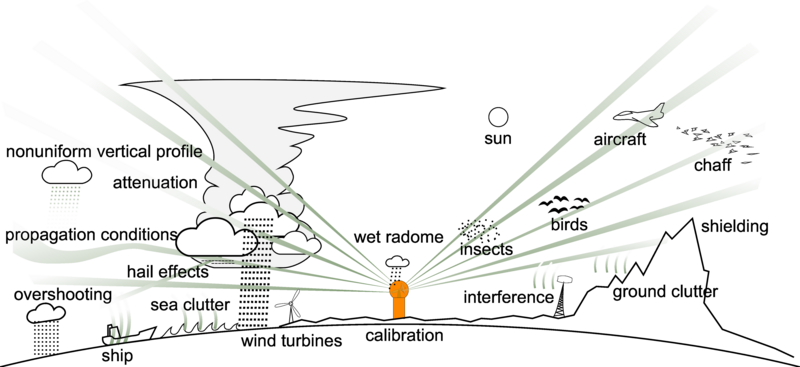 nonuniform vertical profile
attenuation
propagation conditions
hail effects
overshooting
sea clutter
ship
wind turbines
wet radome
calibration
sun
aircraft
chaff
birds
insects
shielding
interference
ground clutter